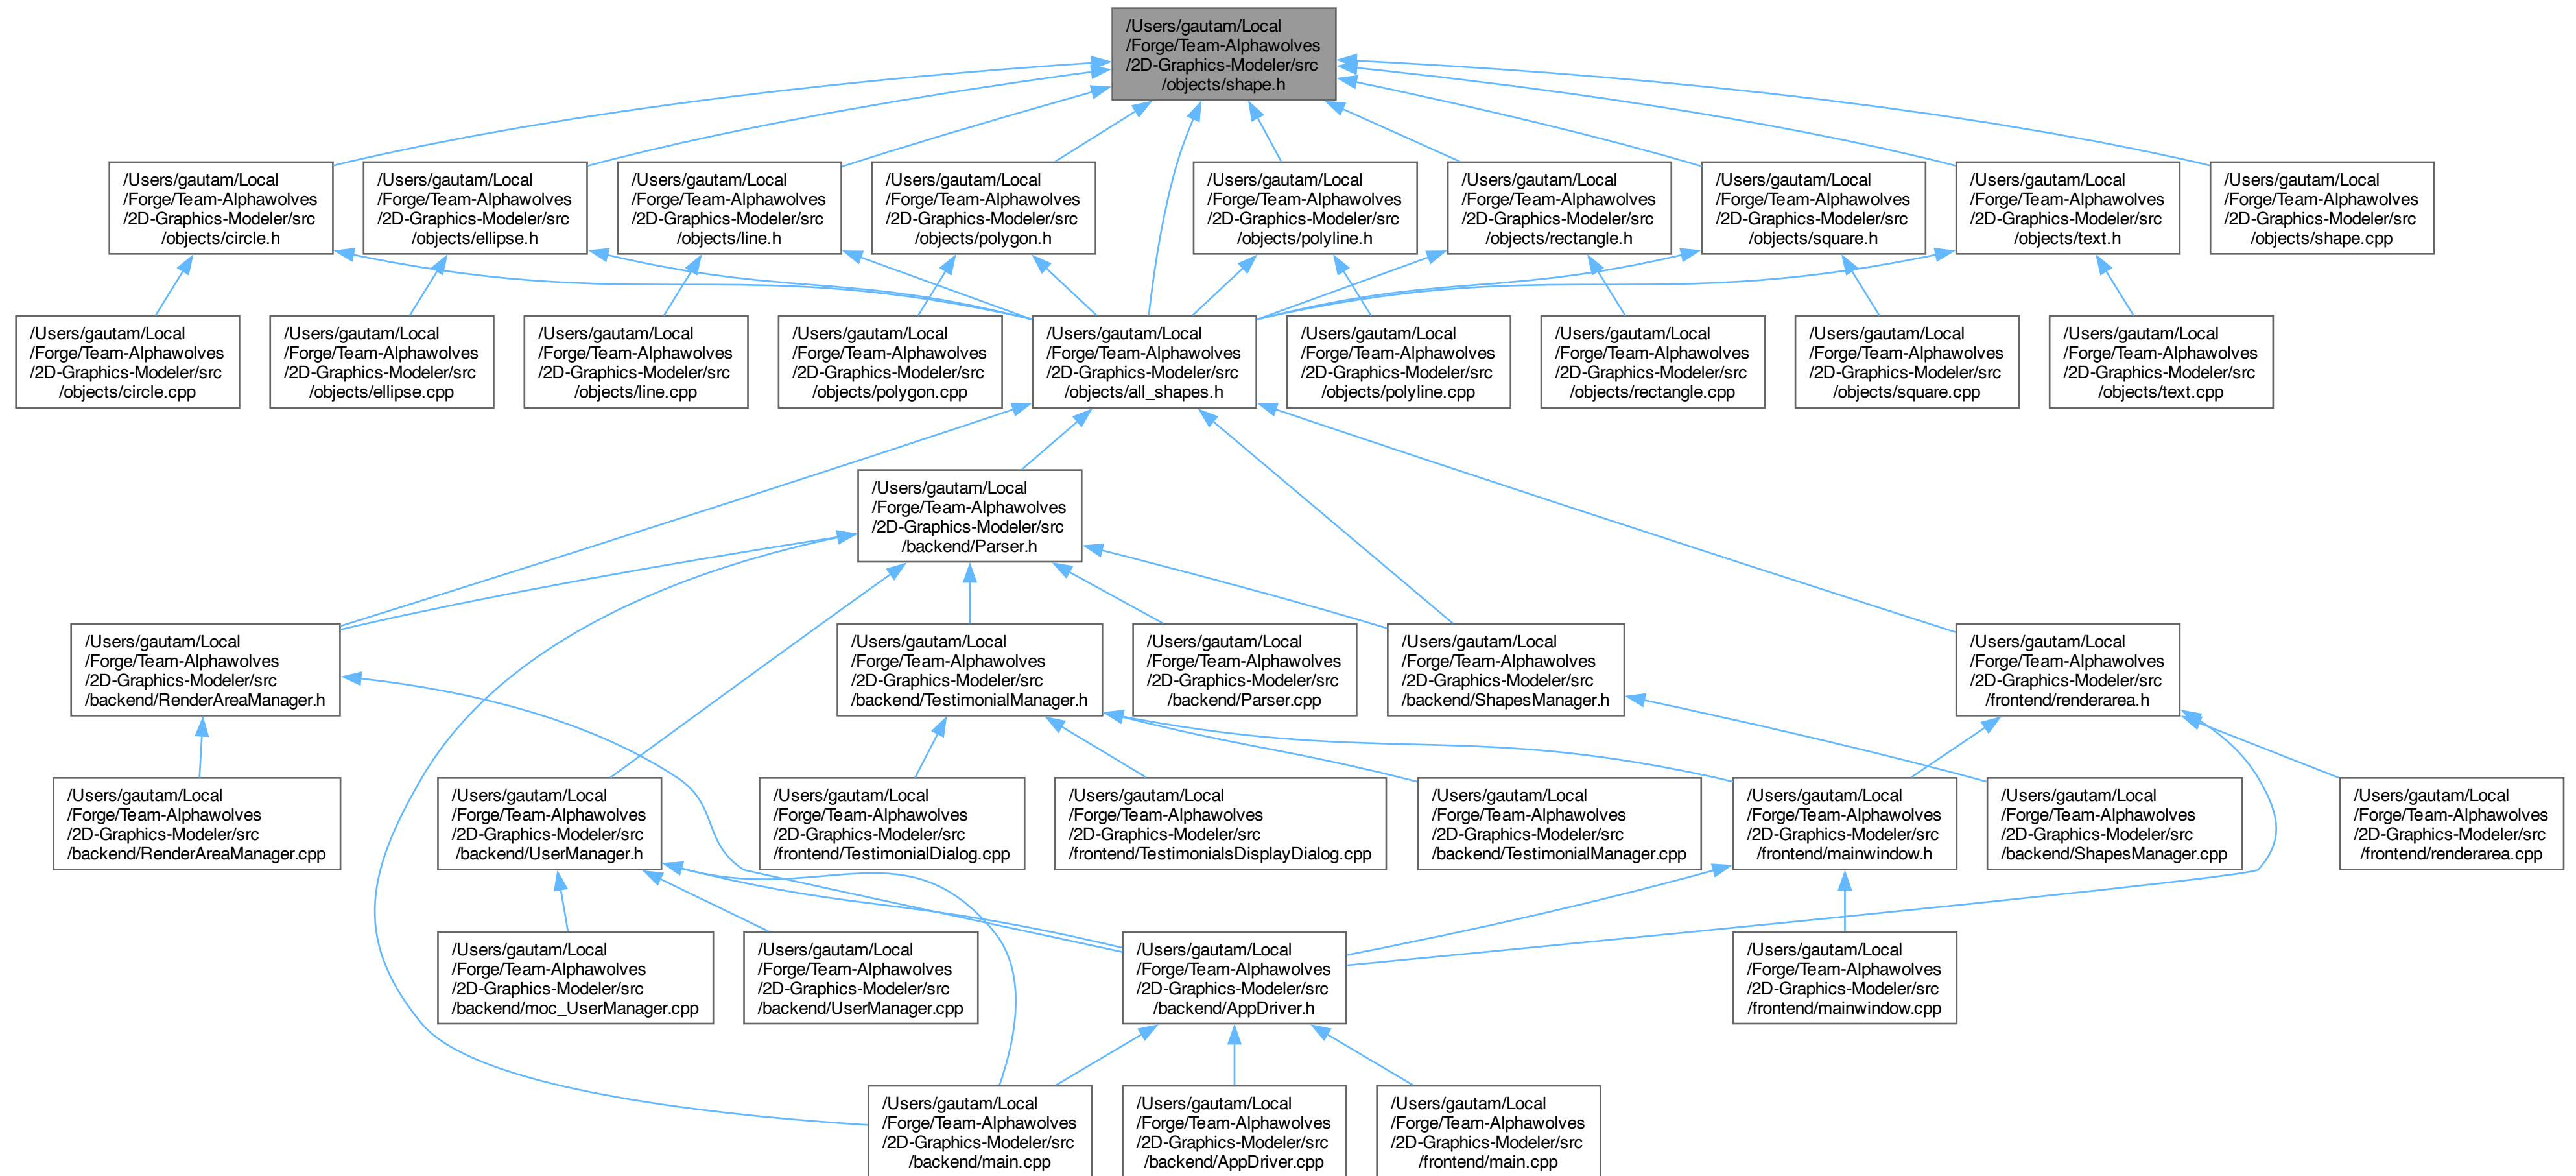 /Users/gautam/Local
/Forge/Team-Alphawolves
/2D-Graphics-Modeler/src
/objects/shape.h
/Users/gautam/Local
/Forge/Team-Alphawolves
/2D-Graphics-Modeler/src
/objects/circle.h
/Users/gautam/Local
/Forge/Team-Alphawolves
/2D-Graphics-Modeler/src
/objects/ellipse.h
/Users/gautam/Local
/Forge/Team-Alphawolves
/2D-Graphics-Modeler/src
/objects/line.h
/Users/gautam/Local
/Forge/Team-Alphawolves
/2D-Graphics-Modeler/src
/objects/polygon.h
/Users/gautam/Local
/Forge/Team-Alphawolves
/2D-Graphics-Modeler/src
/objects/polyline.h
/Users/gautam/Local
/Forge/Team-Alphawolves
/2D-Graphics-Modeler/src
/objects/rectangle.h
/Users/gautam/Local
/Forge/Team-Alphawolves
/2D-Graphics-Modeler/src
/objects/square.h
/Users/gautam/Local
/Forge/Team-Alphawolves
/2D-Graphics-Modeler/src
/objects/text.h
/Users/gautam/Local
/Forge/Team-Alphawolves
/2D-Graphics-Modeler/src
/objects/shape.cpp
/Users/gautam/Local
/Forge/Team-Alphawolves
/2D-Graphics-Modeler/src
/objects/circle.cpp
/Users/gautam/Local
/Forge/Team-Alphawolves
/2D-Graphics-Modeler/src
/objects/ellipse.cpp
/Users/gautam/Local
/Forge/Team-Alphawolves
/2D-Graphics-Modeler/src
/objects/line.cpp
/Users/gautam/Local
/Forge/Team-Alphawolves
/2D-Graphics-Modeler/src
/objects/polygon.cpp
/Users/gautam/Local
/Forge/Team-Alphawolves
/2D-Graphics-Modeler/src
/objects/all_shapes.h
/Users/gautam/Local
/Forge/Team-Alphawolves
/2D-Graphics-Modeler/src
/objects/polyline.cpp
/Users/gautam/Local
/Forge/Team-Alphawolves
/2D-Graphics-Modeler/src
/objects/rectangle.cpp
/Users/gautam/Local
/Forge/Team-Alphawolves
/2D-Graphics-Modeler/src
/objects/square.cpp
/Users/gautam/Local
/Forge/Team-Alphawolves
/2D-Graphics-Modeler/src
/objects/text.cpp
/Users/gautam/Local
/Forge/Team-Alphawolves
/2D-Graphics-Modeler/src
/backend/Parser.h
/Users/gautam/Local
/Forge/Team-Alphawolves
/2D-Graphics-Modeler/src
/backend/RenderAreaManager.h
/Users/gautam/Local
/Forge/Team-Alphawolves
/2D-Graphics-Modeler/src
/backend/TestimonialManager.h
/Users/gautam/Local
/Forge/Team-Alphawolves
/2D-Graphics-Modeler/src
/backend/Parser.cpp
/Users/gautam/Local
/Forge/Team-Alphawolves
/2D-Graphics-Modeler/src
/backend/ShapesManager.h
/Users/gautam/Local
/Forge/Team-Alphawolves
/2D-Graphics-Modeler/src
/frontend/renderarea.h
/Users/gautam/Local
/Forge/Team-Alphawolves
/2D-Graphics-Modeler/src
/backend/RenderAreaManager.cpp
/Users/gautam/Local
/Forge/Team-Alphawolves
/2D-Graphics-Modeler/src
/backend/UserManager.h
/Users/gautam/Local
/Forge/Team-Alphawolves
/2D-Graphics-Modeler/src
/frontend/TestimonialDialog.cpp
/Users/gautam/Local
/Forge/Team-Alphawolves
/2D-Graphics-Modeler/src
/frontend/TestimonialsDisplayDialog.cpp
/Users/gautam/Local
/Forge/Team-Alphawolves
/2D-Graphics-Modeler/src
/backend/TestimonialManager.cpp
/Users/gautam/Local
/Forge/Team-Alphawolves
/2D-Graphics-Modeler/src
/frontend/mainwindow.h
/Users/gautam/Local
/Forge/Team-Alphawolves
/2D-Graphics-Modeler/src
/backend/ShapesManager.cpp
/Users/gautam/Local
/Forge/Team-Alphawolves
/2D-Graphics-Modeler/src
/frontend/renderarea.cpp
/Users/gautam/Local
/Forge/Team-Alphawolves
/2D-Graphics-Modeler/src
/backend/moc_UserManager.cpp
/Users/gautam/Local
/Forge/Team-Alphawolves
/2D-Graphics-Modeler/src
/backend/UserManager.cpp
/Users/gautam/Local
/Forge/Team-Alphawolves
/2D-Graphics-Modeler/src
/backend/AppDriver.h
/Users/gautam/Local
/Forge/Team-Alphawolves
/2D-Graphics-Modeler/src
/frontend/mainwindow.cpp
/Users/gautam/Local
/Forge/Team-Alphawolves
/2D-Graphics-Modeler/src
/backend/main.cpp
/Users/gautam/Local
/Forge/Team-Alphawolves
/2D-Graphics-Modeler/src
/backend/AppDriver.cpp
/Users/gautam/Local
/Forge/Team-Alphawolves
/2D-Graphics-Modeler/src
/frontend/main.cpp